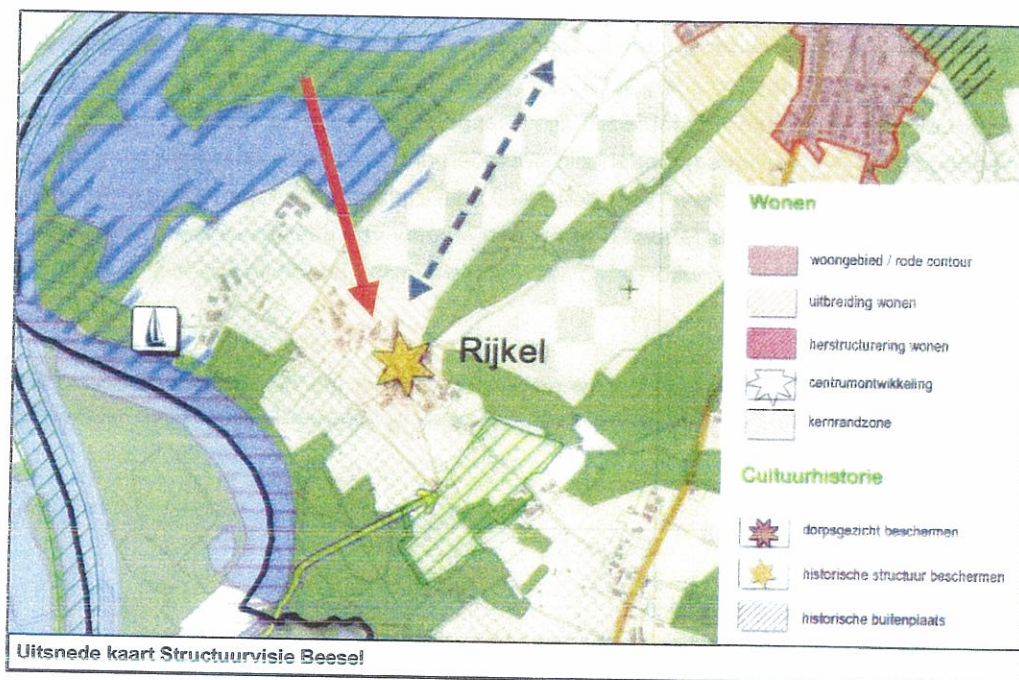 Rijkel
Wonen
woongebied / rode contour
uitbreiding wonen
herstructurering wonen
centrumontwikkeling
kernrandzone
Cultuurhistorie
dorpsgezicht beschermen
historische structuur beschermen
historische buitenplaats
Uitsnede kaart Structuurvisie Beesel